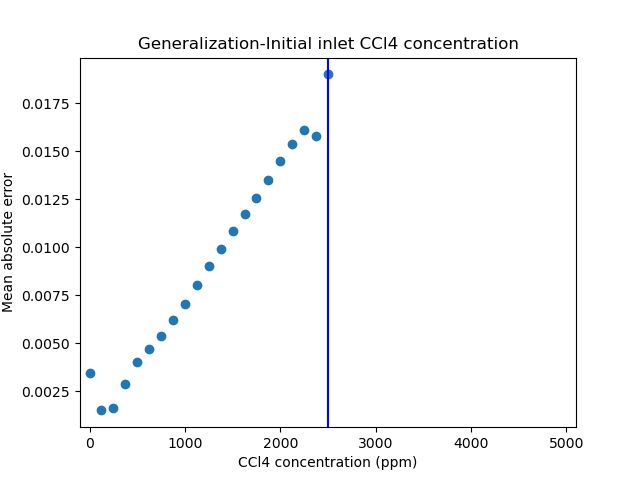 Generalization-Initial inlet CCl4 concentration
Mean absolute error
0.0175
0.0150
0.0125
0.0100
0.0075
0.0050
0.0025
0 1000 2000 3000 4000 5000
CCl4 concentration (ppm)